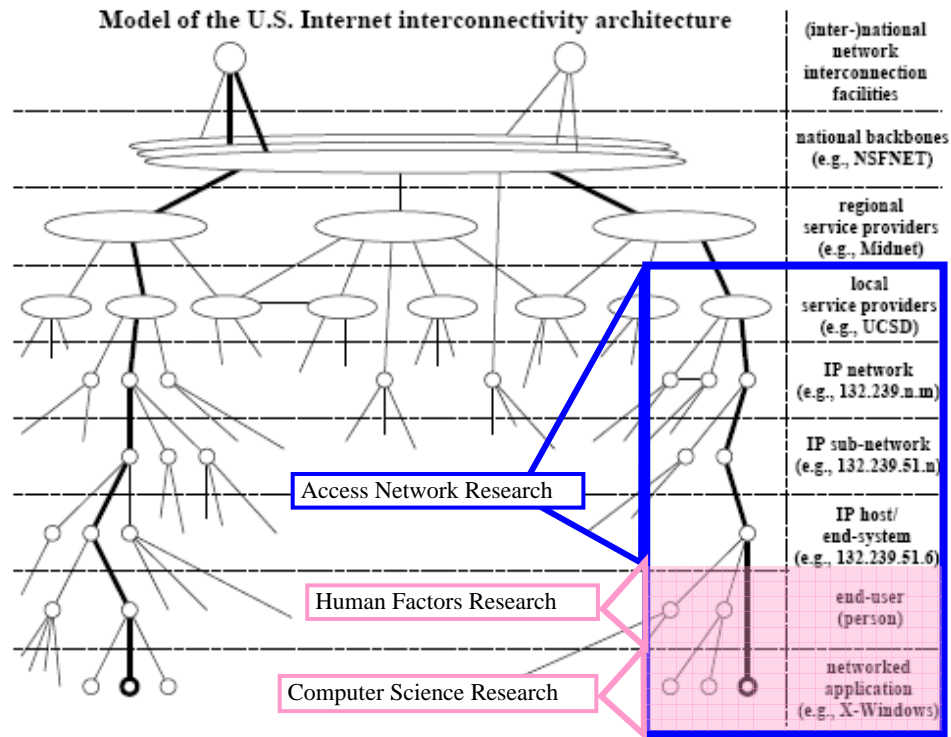 Model of the U.S. Internet interconnectivity architecture
(inter-)national
network
interconnection
facilities
national backbones
(e.g., NSFNET)
regional
service providers
(e.g., Midnet)
local
service providers
(e.g., UCSD)
IP network
(e.g., 132.239.n.m)
IP sub-network
(e.g., 132.239.51.n)
Access Network Research
IP host/
end-system
(e.g., 132.239.51.6)
Human Factors Research
end-user
(person)
Computer Science Research
networked
application
(e.g., X-Windows)